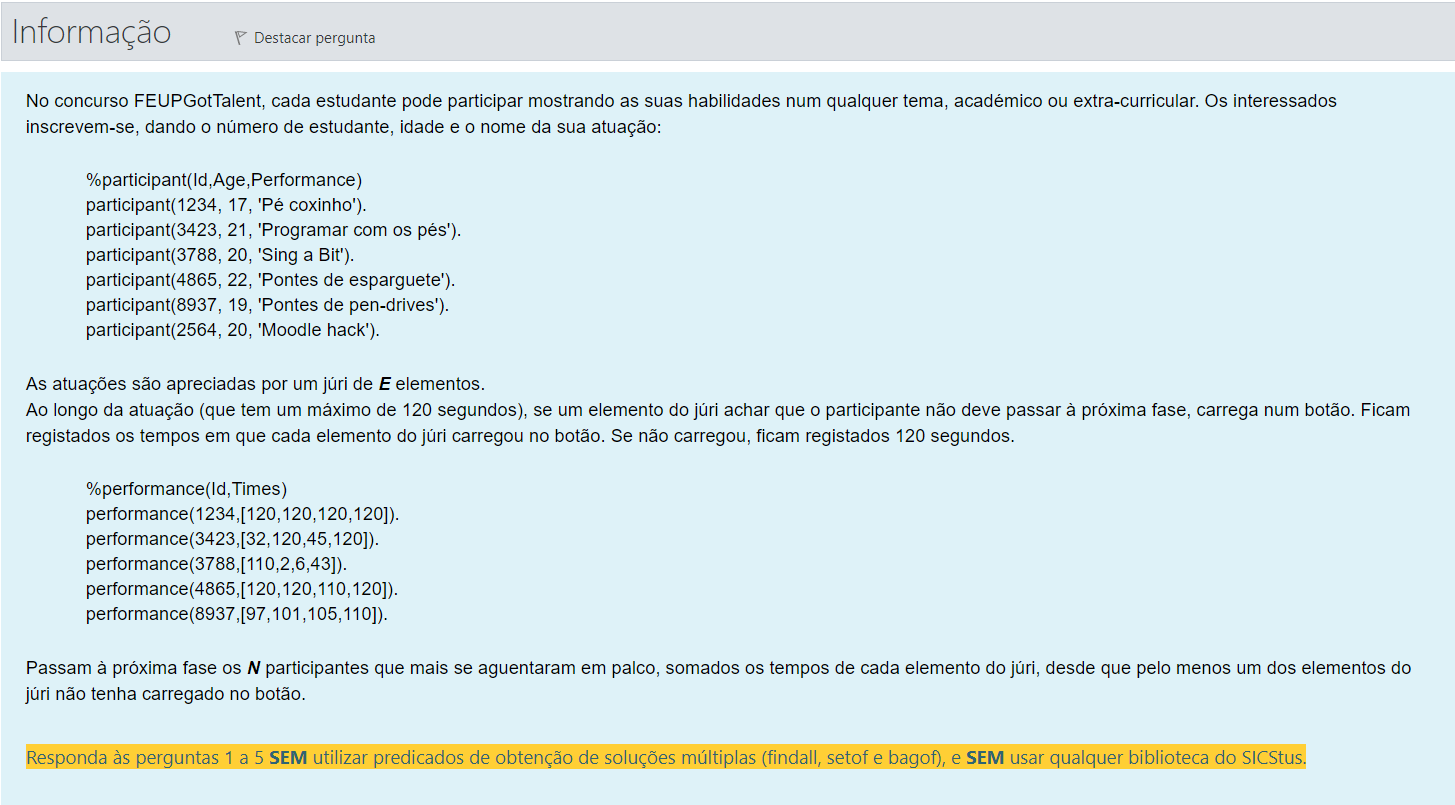 Informação
Destacar pergunta
No concurso FEUPGotTalent, cada estudante pode participar mostrando as suas habilidades num qualquer tema, académico ou extra-curricular. Os interessados
inscrevem-se, dando o número de estudante, idade e o nome da sua atuação:
%participant(Id,Age,Performance)
participant(1234, 17, 'Pé coxinho').
participant(3423, 21, 'Programar com os pés').
participant(3788, 20, 'Sing a Bit').
participant(4865, 22, 'Pontes de esparguete').
participant(8937, 19, 'Pontes de pen-drives').
participant(2564, 20, 'Moodle hack').
As atuações são apreciadas por um júri de E elementos.
Ao longo da atuação (que tem um máximo de 120 segundos), se um elemento do júri achar que o participante não deve passar à próxima fase, carrega num botão. Ficam
registados os tempos em que cada elemento do júri carregou no botão. Se não carregou, ficam registados 120 segundos.
%performance(Id,Times)
performance(1234,[120,120,120,120]).
performance(3423,[32,120,45,120]).
performance(3788,[110,2,6,43]).
performance(4865,[120,120,110,120]).
performance(8937,[97,101,105,110]).
Passam à próxima fase os N participantes que mais se aguentaram em palco, somados os tempos de cada elemento do júri, desde que pelo menos um dos elementos do
júri não tenha carregado no botão.
Responda às perguntas 1 a 5 SEM utilizar predicados de obtenção de soluções múltiplas (findall, setof e bagof), e SEM usar qualquer biblioteca do SICStus.